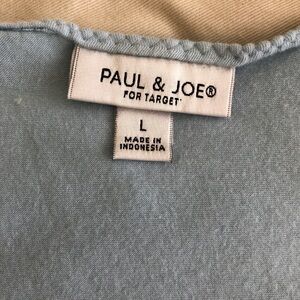 PAUL & JOE®
FOR TARGET
L
MADE IN
INDONESIA